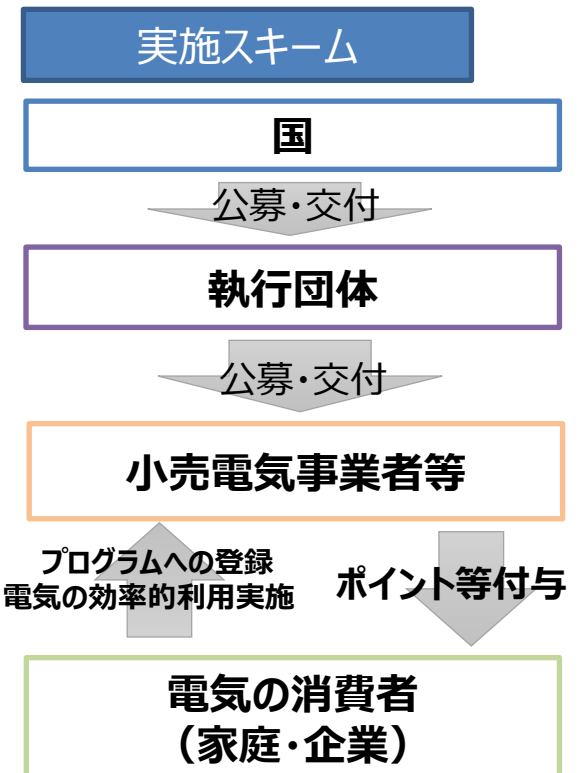 実施スキーム
国
公募・交付
執行団体
公募・交付
小売電気事業者等
プログラムへの登録
電気の効率的利用実施
ポイント等付与
電気の消費者
（家庭・企業）